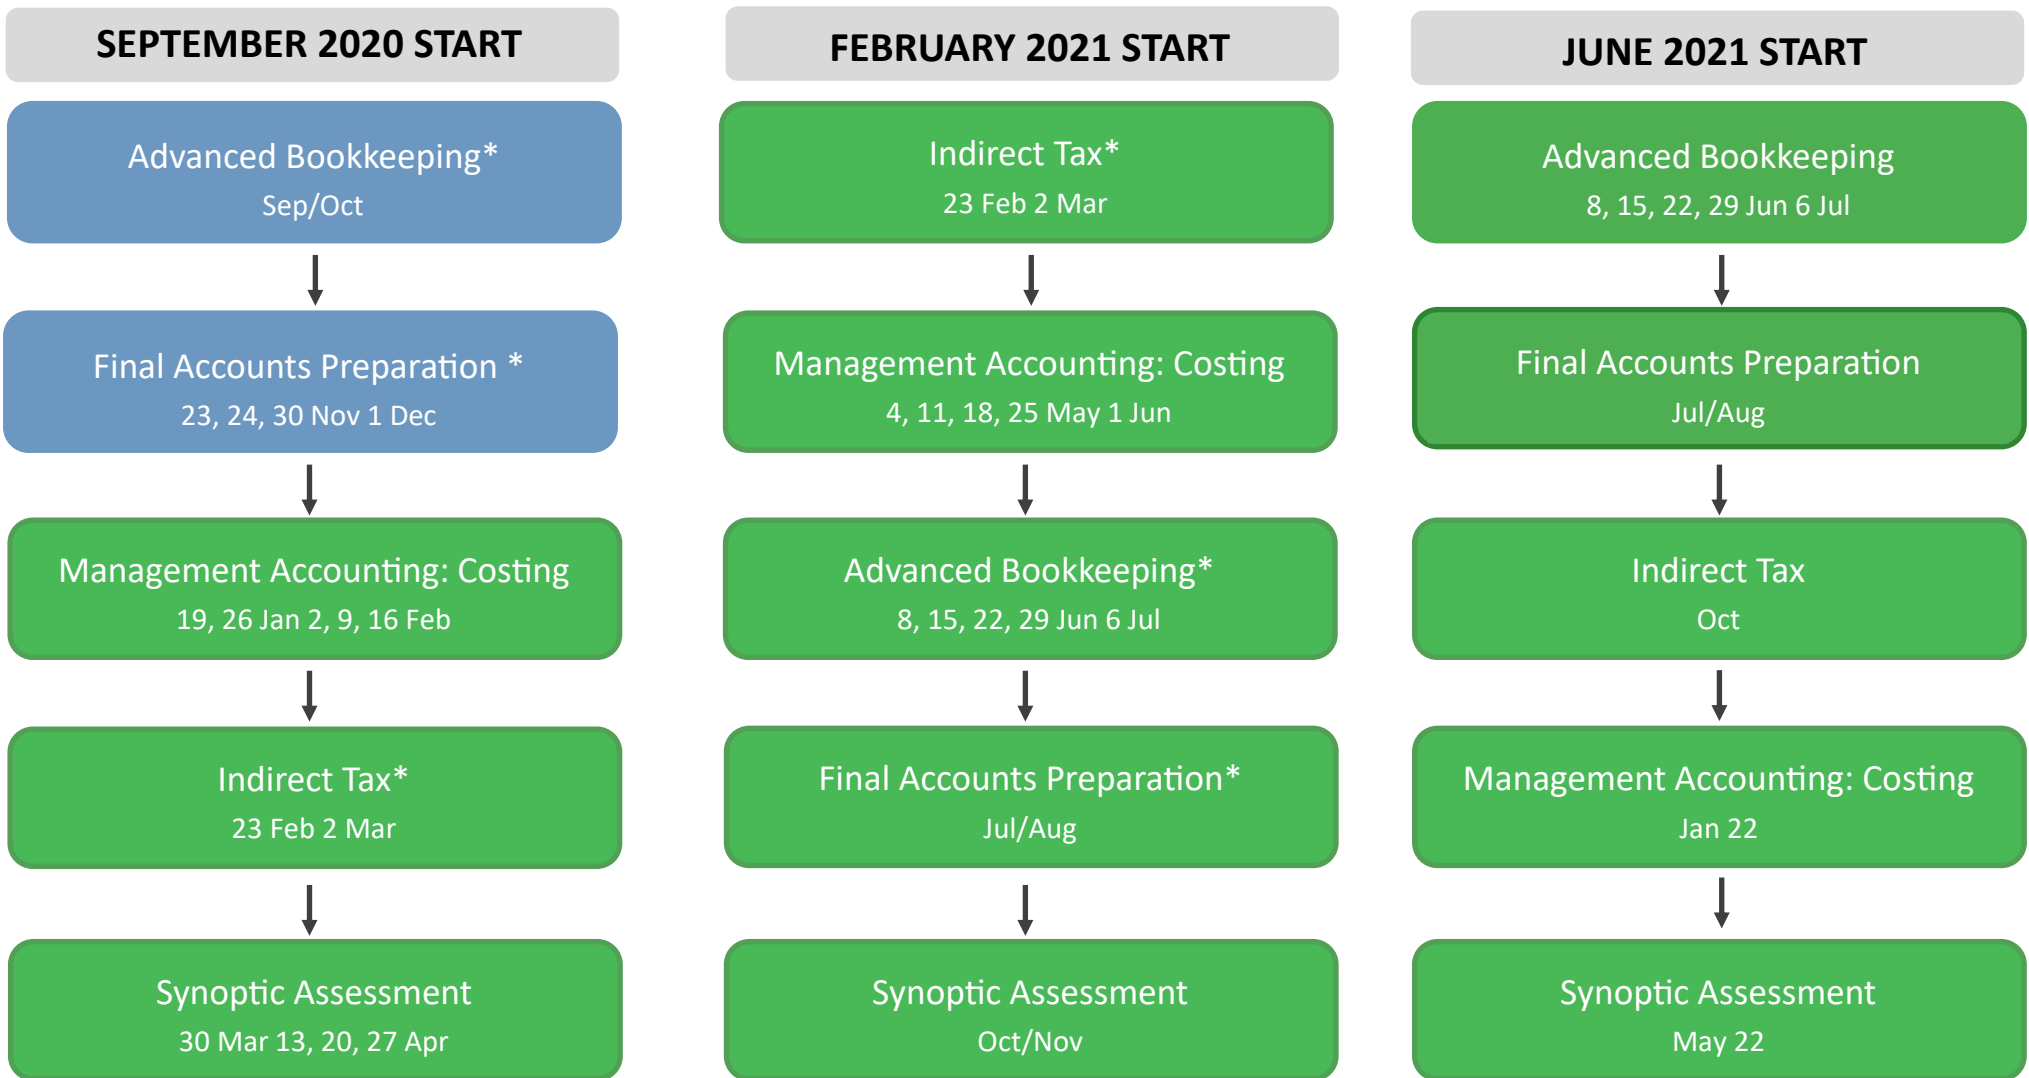 SEPTEMBER 2020 START
Advanced Bookkeeping*
Sep/Oct
Final Accounts Preparation *
23, 24, 30 Nov 1 Dec
Management Accounting: Costing
19, 26 Jan 2, 9, 16 Feb
Indirect Tax*
23 Feb 2 Mar
Synoptic Assessment
30 Mar 13, 20, 27 Apr
FEBRUARY 2021 START
Indirect Tax*
23 Feb 2 Mar
Management Accounting: Costing
4, 11, 18, 25 May 1 Jun
Advanced Bookkeeping*
8, 15, 22, 29 Jun 6 Jul
Final Accounts Preparation*
Jul/Aug
Synoptic Assessment
Oct/Nov
JUNE 2021 START
Advanced Bookkeeping
8, 15, 22, 29 Jun 6 Jul
Final Accounts Preparation
Jul/Aug
Indirect Tax
Oct
Management Accounting: Costing
Jan 22
Synoptic Assessment
May 22